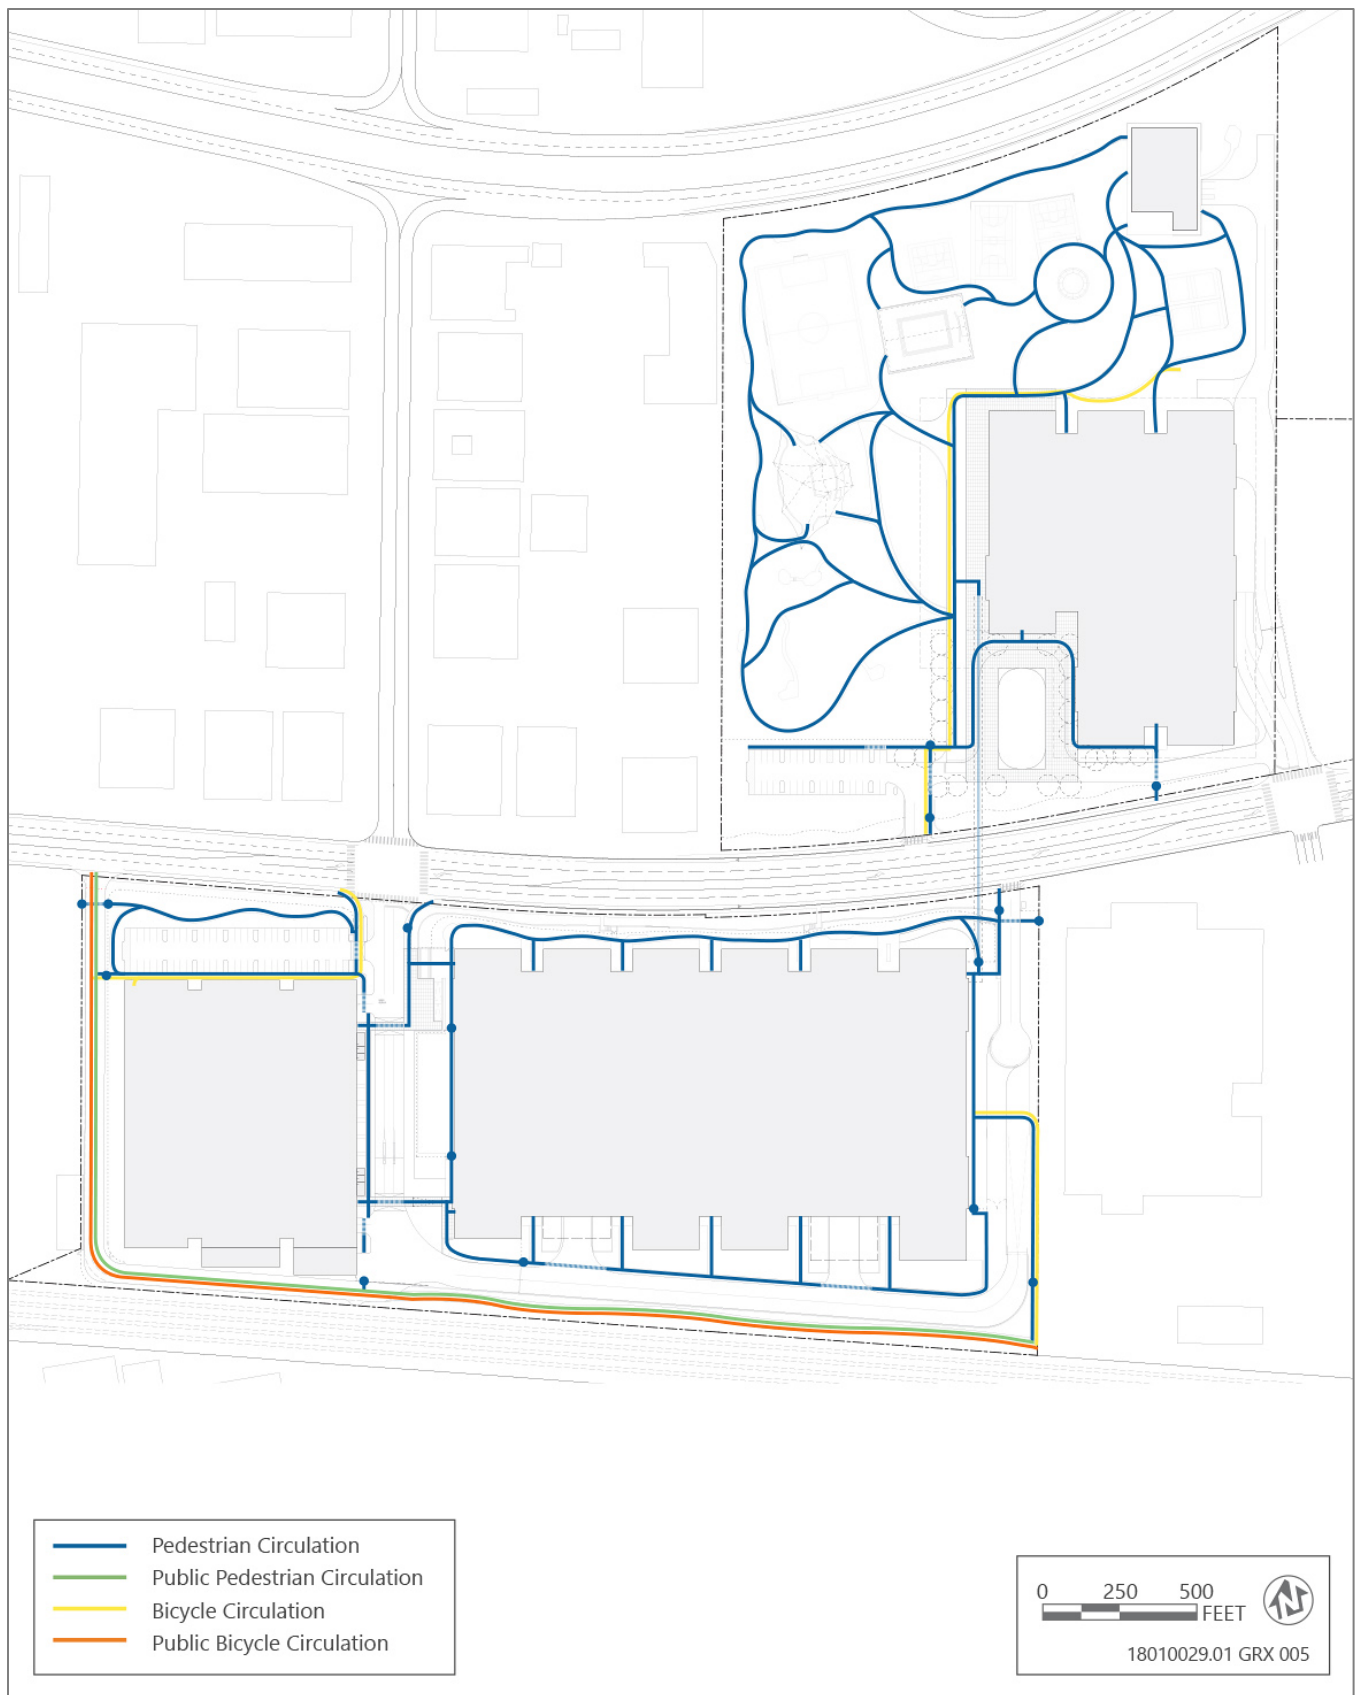 Pedestrian Circulation
Public Pedestrian Circulation
Bicycle Circulation
Public Bicycle Circulation
0 250 500
FEET
N
18010029.01 GRX 005